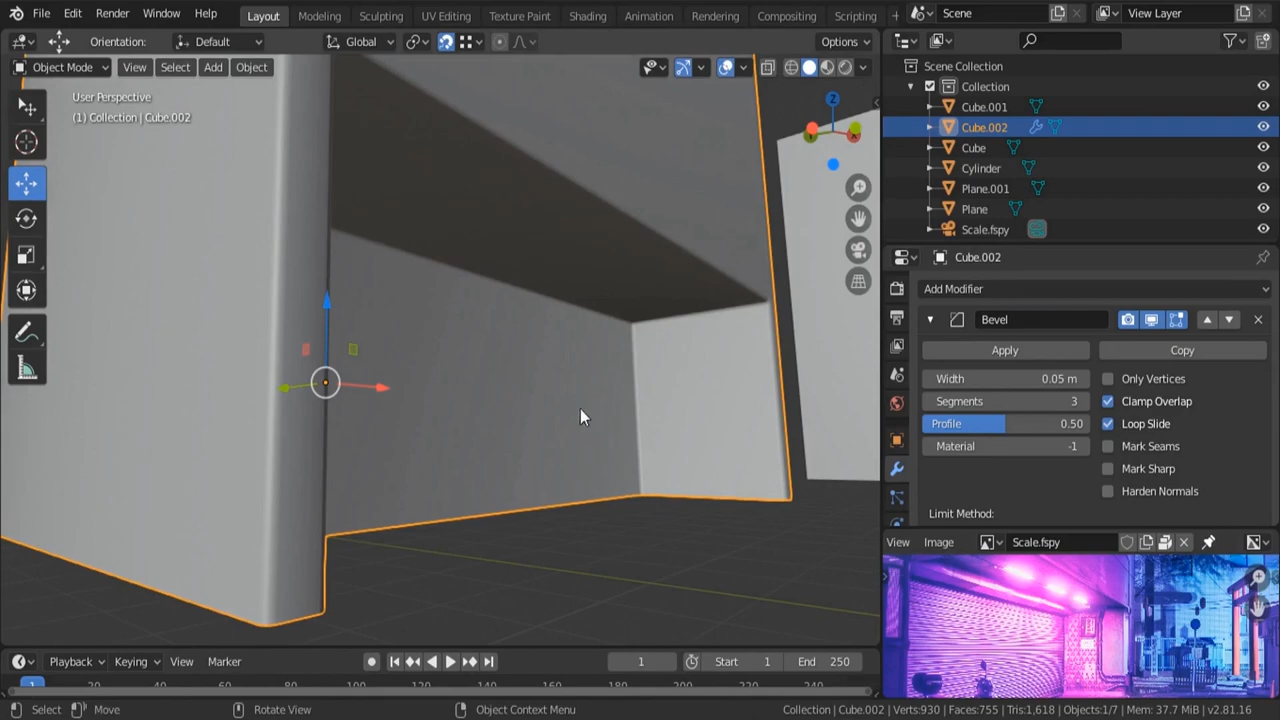 File Edit Render Window Help Layout Modeling Sculpting UV Editing Texture Paint Shading Animation Rendering Compositing Scripting + Scene View Layer
Orientation: Default Global Options
Object Mode View Select Add Object
User Perspective
(1) Collection | Cube.002
Z
Scene Collection
Collection
Cube.001
Cube.002
Cube
Cylinder
Plane.001
Plane
Scale.fspy
Cube.002
Add Modifier
Bevel
Apply Copy
Width 0.05 m Only Vertices
Segments 3 Clamp Overlap
Profile 0.50 Loop Slide
Material -1 Mark Seams
Mark Sharp
Harden Normals
Limit Method:
View Image Scale.fspy
Playback Keying View Marker 1 Start 1 End 250
1 20 40 60 80 100 120 140 160 180 200 220 240
Select Move Rotate View Object Context Menu Collection | Cube.002 | Verts:930 | Faces:755 | Tris:1,618 | Objects:1/7 | Mem: 37.7 MiB | v2.81.16